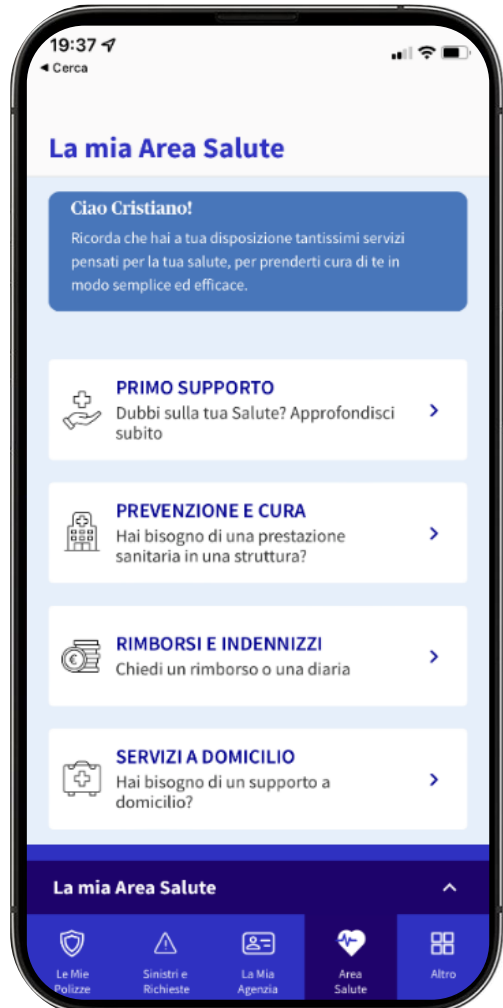 19:37
Cerca
La mia Area Salute
Ciao Cristiano!
Ricorda che hai a tua disposizione tantissimi servizi
pensati per la tua salute, per prenderti cura di te in
modo semplice ed efficace.
PRIMO SUPPORTO
Dubbi sulla tua Salute? Approfondisci
subito
PREVENZIONE E CURA
Hai bisogno di una prestazione
sanitaria in una struttura?
RIMBORSI E INDENNIZZI
Chiedi un rimborso o una diaria
SERVIZI A DOMICILIO
Hai bisogno di un supporto a
domicilio?
La mia Area Salute
Le Mie
Polizze
Sinistri e
Richieste
La Mia
Agenzia
Area
Salute
Altro